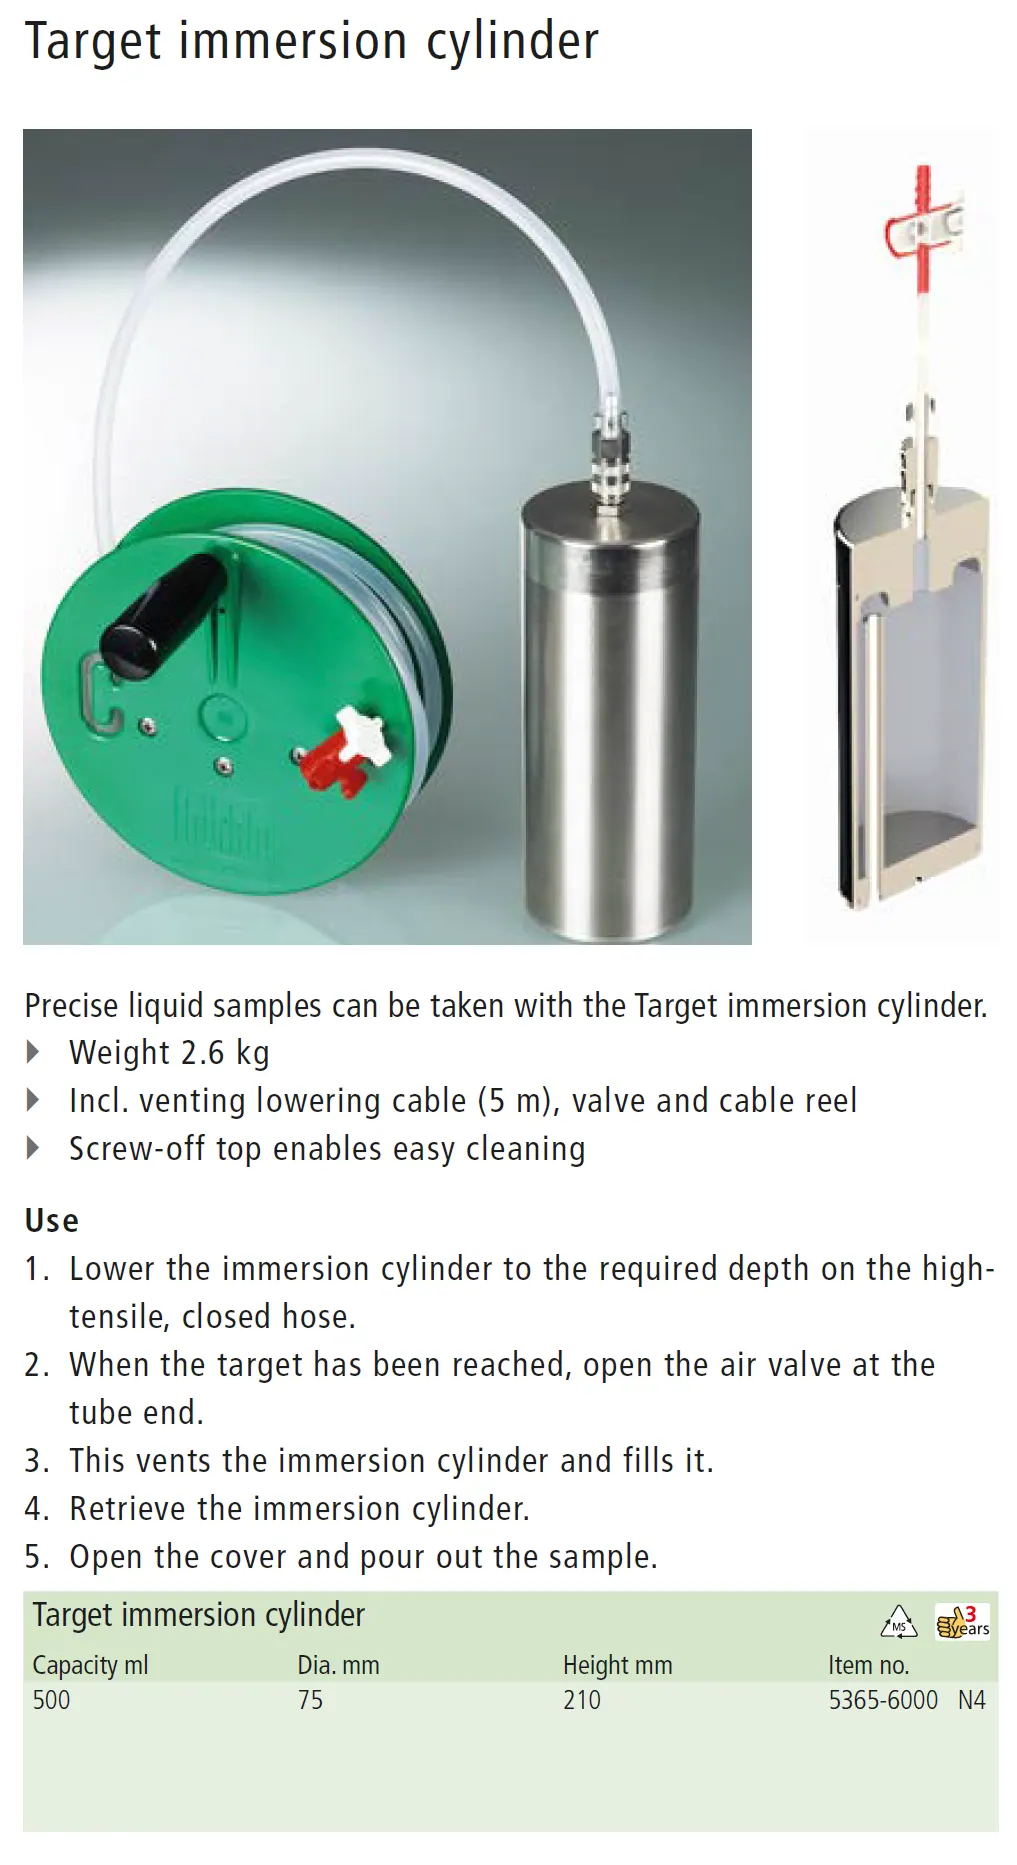 Target immersion cylinder
Precise liquid samples can be taken with the Target immersion cylinder.
Weight 2.6 kg
Incl. venting lowering cable (5 m), valve and cable reel
Screw-off top enables easy cleaning
Use
1. Lower the immersion cylinder to the required depth on the high-
tensile, closed hose.
2. When the target has been reached, open the air valve at the
tube end.
3. This vents the immersion cylinder and fills it.
4. Retrieve the immersion cylinder.
5. Open the cover and pour out the sample.
Target immersion cylinder
MS
3
years
Capacity ml Dia. mm Height mm Item no.
500 75 210 5365-6000 N4